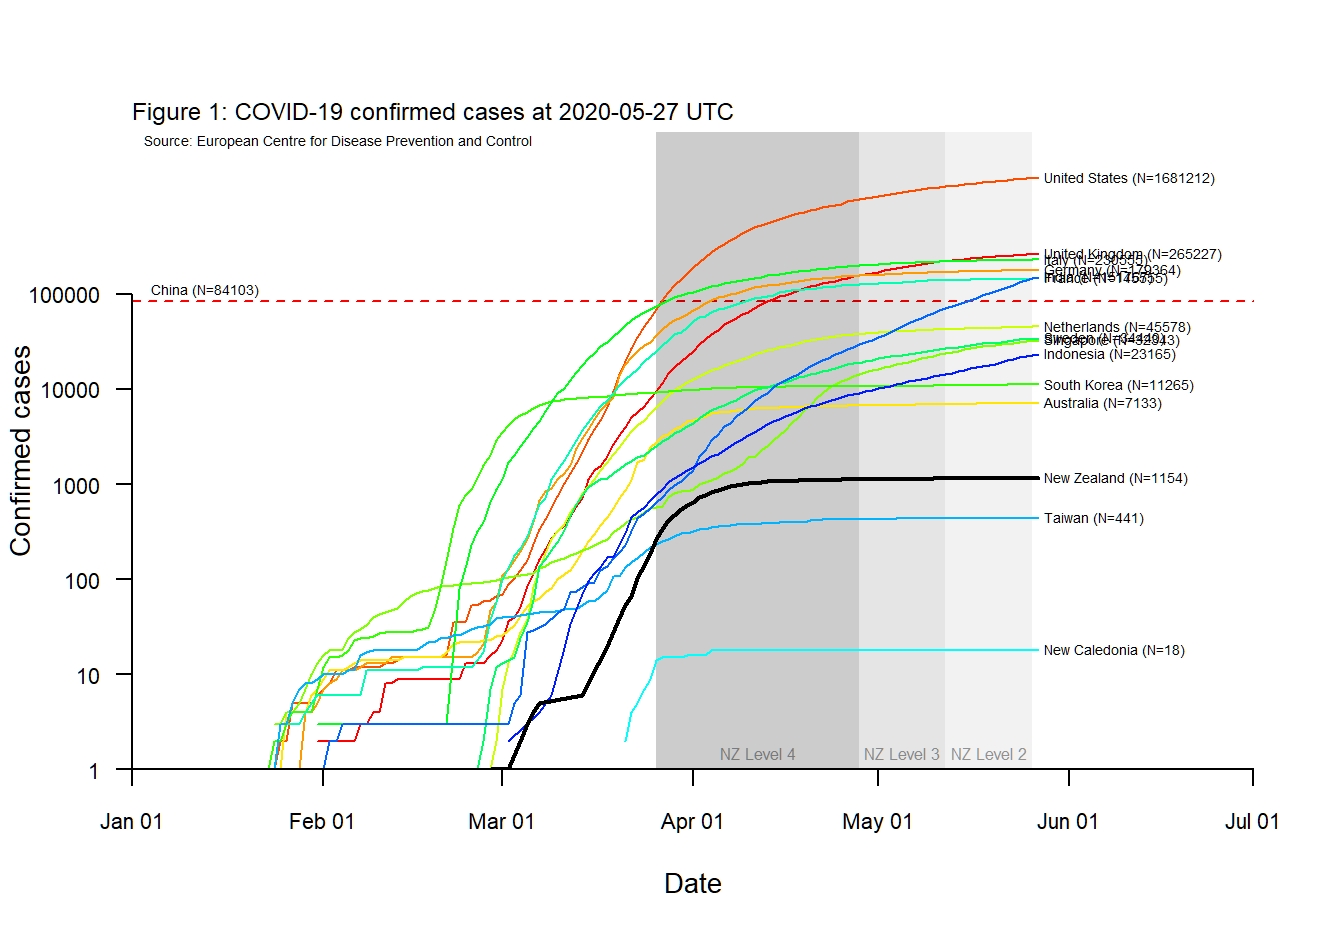 Figure 1: COVID-19 confirmed cases at 2020-05-27 UTC
Source: European Centre for Disease Prevention and Control
United States (N=1681212)
United Kingdom (N=265227)
Italy
Germany (N=179364)
France
China (N=84103)
Netherlands (N=45578)
Sweden
Singapore
Indonesia (N=23165)
South Korea (N=11265)
Australia (N=7133)
New Zealand (N=1154)
Taiwan (N=441)
New Caledonia (N=18)
NZ Level 4
NZ Level 3
NZ Level 2
Confirmed cases
100000
10000
1000
100
10
1
Jan 01
Feb 01
Mar 01
Apr 01
May 01
Jun 01
Jul 01
Date